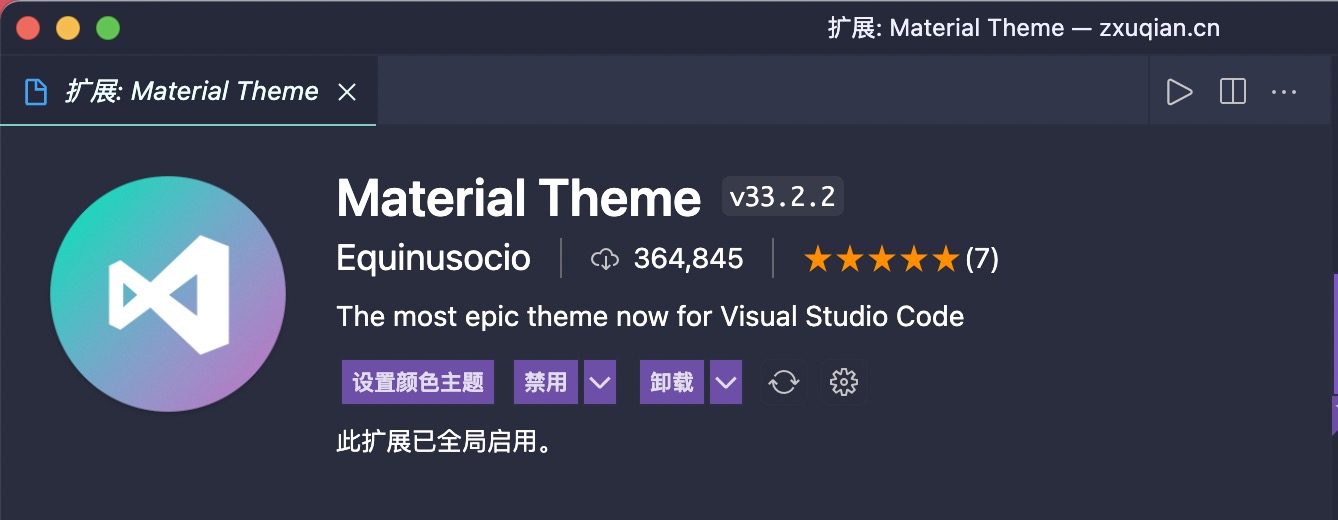 扩展: Material Theme — zxuqian.cn
扩展: Material Theme
Material Theme v33.2.2
Equinusocio 364,845 (7)
The most epic theme now for Visual Studio Code
设置颜色主题 禁用 卸载
此扩展已全局启用。